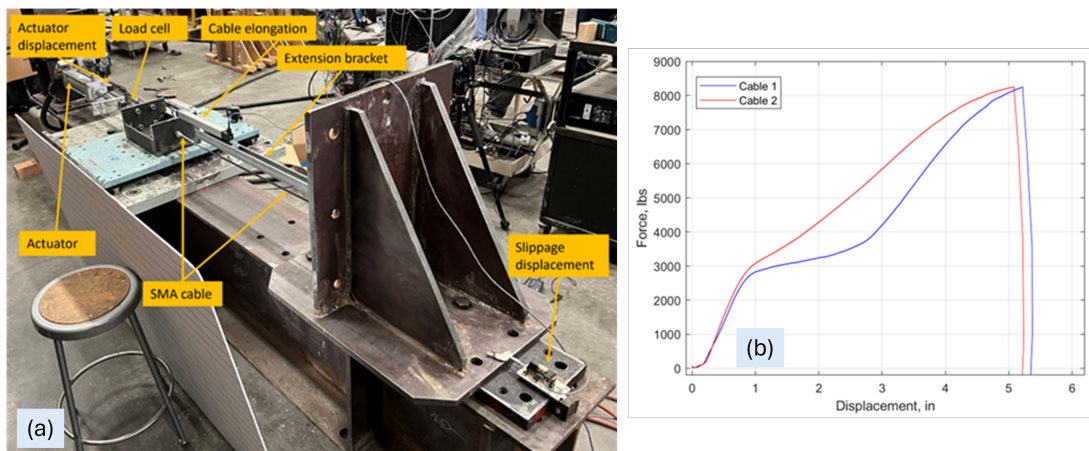 Actuator
displacement
Load cell
Cable elongation
Extension bracket
Actuator
SMA cable
Slippage
displacement
(a)
9000
8000
7000
6000
5000
4000
3000
2000
1000
0
Force, lbs
Cable 1
Cable 2
(b)
0 1 2 3 4 5 6
Displacement, in